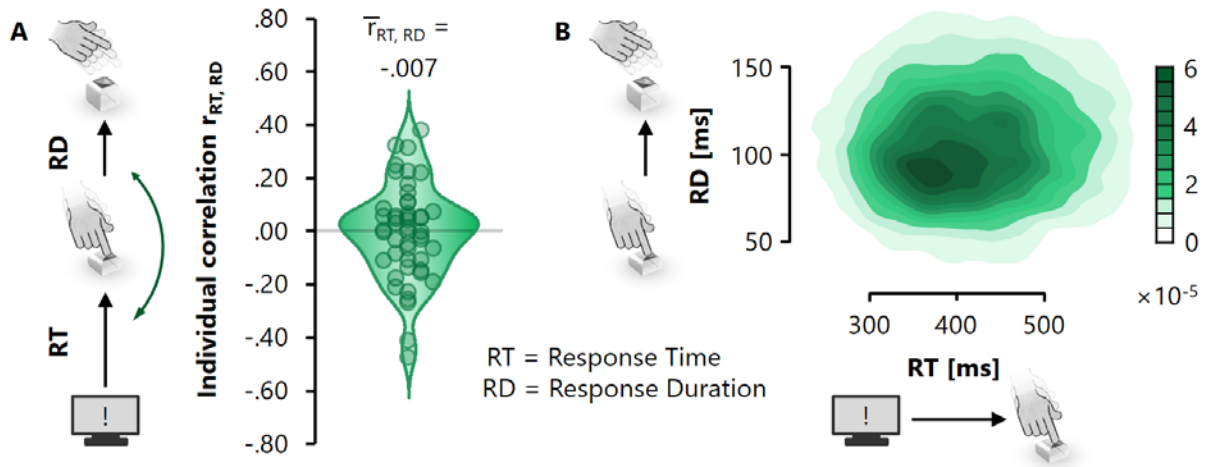 A
RD
RT
!
Individual correlation r RT, RD
.80
.60
.40
.20
.00
-.20
-.40
-.60
-.80
r̅RT, RD =
-.007
RT = Response Time
RD = Response Duration
B
RD [ms]
150
100
50
300 400 500
RT [ms]
!
6
4
2
0
×10⁻⁵